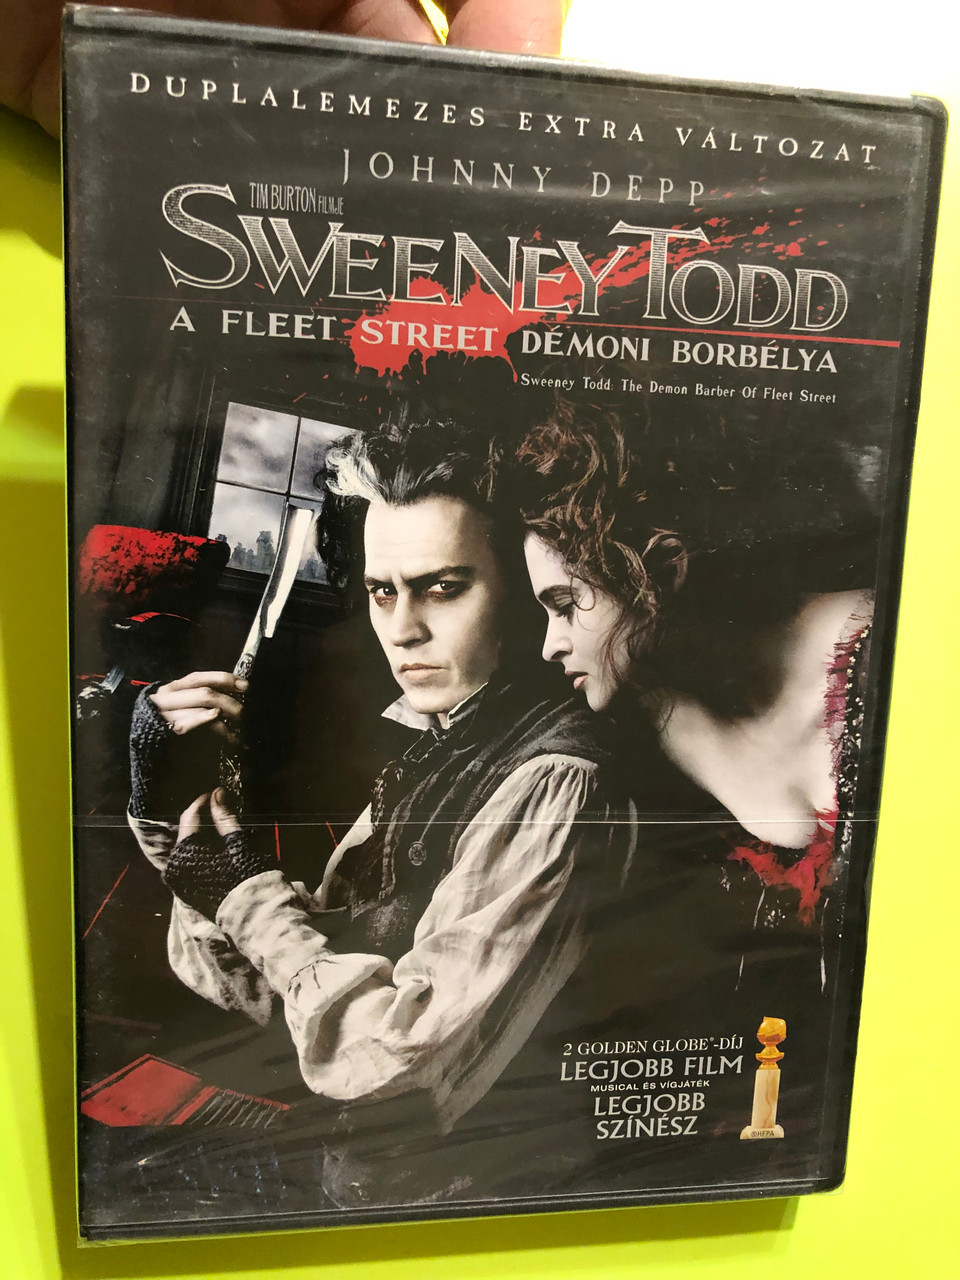 DUPLALEMEZES EXTRA VÁLTOZAT
JOHNNY DEPP
TIM BURTON FILMJE
SWEENEY TODD
A FLEET STREET DÉMONI BORBÉLYA
Sweeney Todd: The Demon Barber Of Fleet Street
2 GOLDEN GLOBE®-DÍJ
LEGJOBB FILM
MUSICAL ÉS VÍGJÁTÉK
LEGJOBB
SZÍNÉSZ
©HFPA